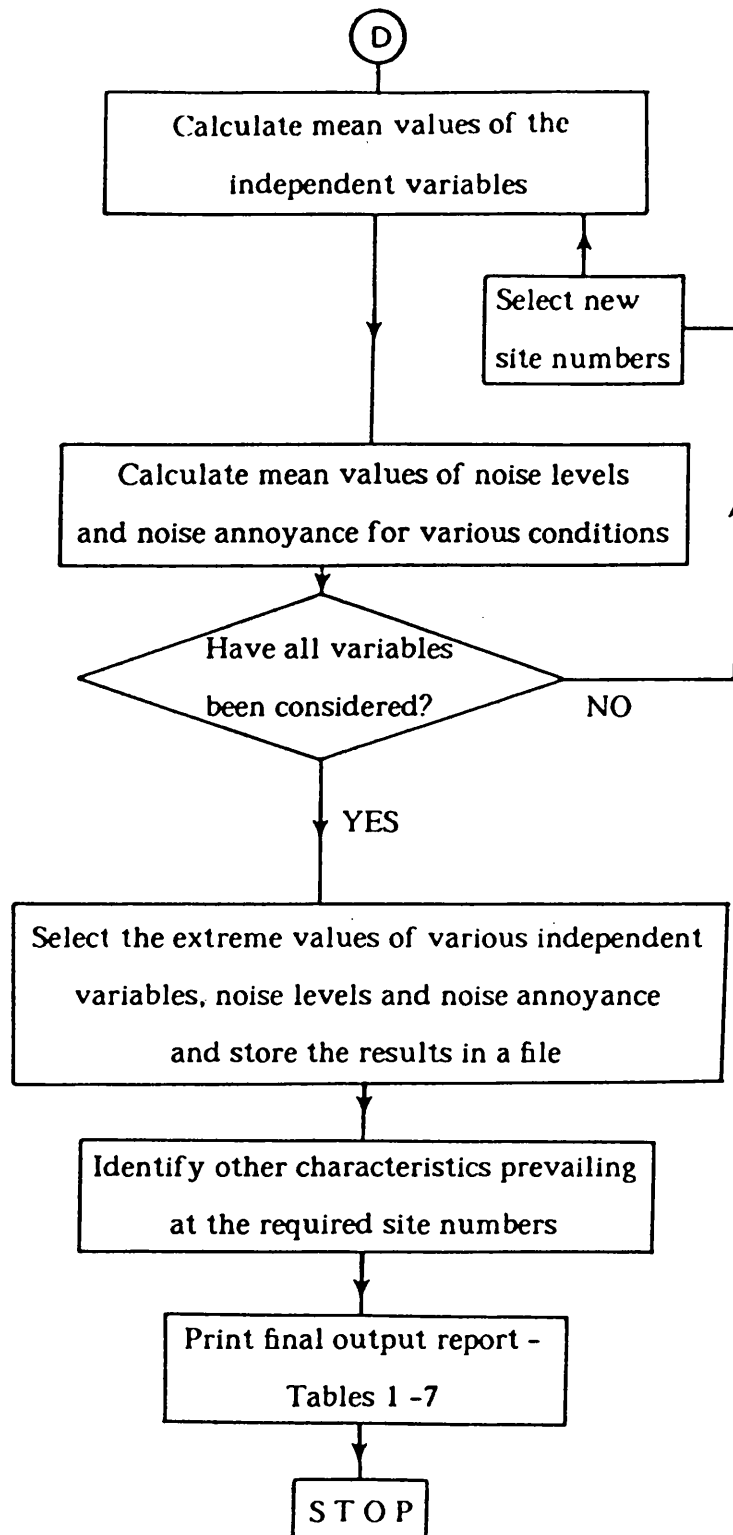 D
Calculate mean values of the
independent variables
Select new
site numbers
Calculate mean values of noise levels
and noise annoyance for various conditions
Have all variables
been considered?
NO
YES
Select the extreme values of various independent
variables, noise levels and noise annoyance
and store the results in a file
Identify other characteristics prevailing
at the required site numbers
Print final output report -
Tables 1 -7
S T O P